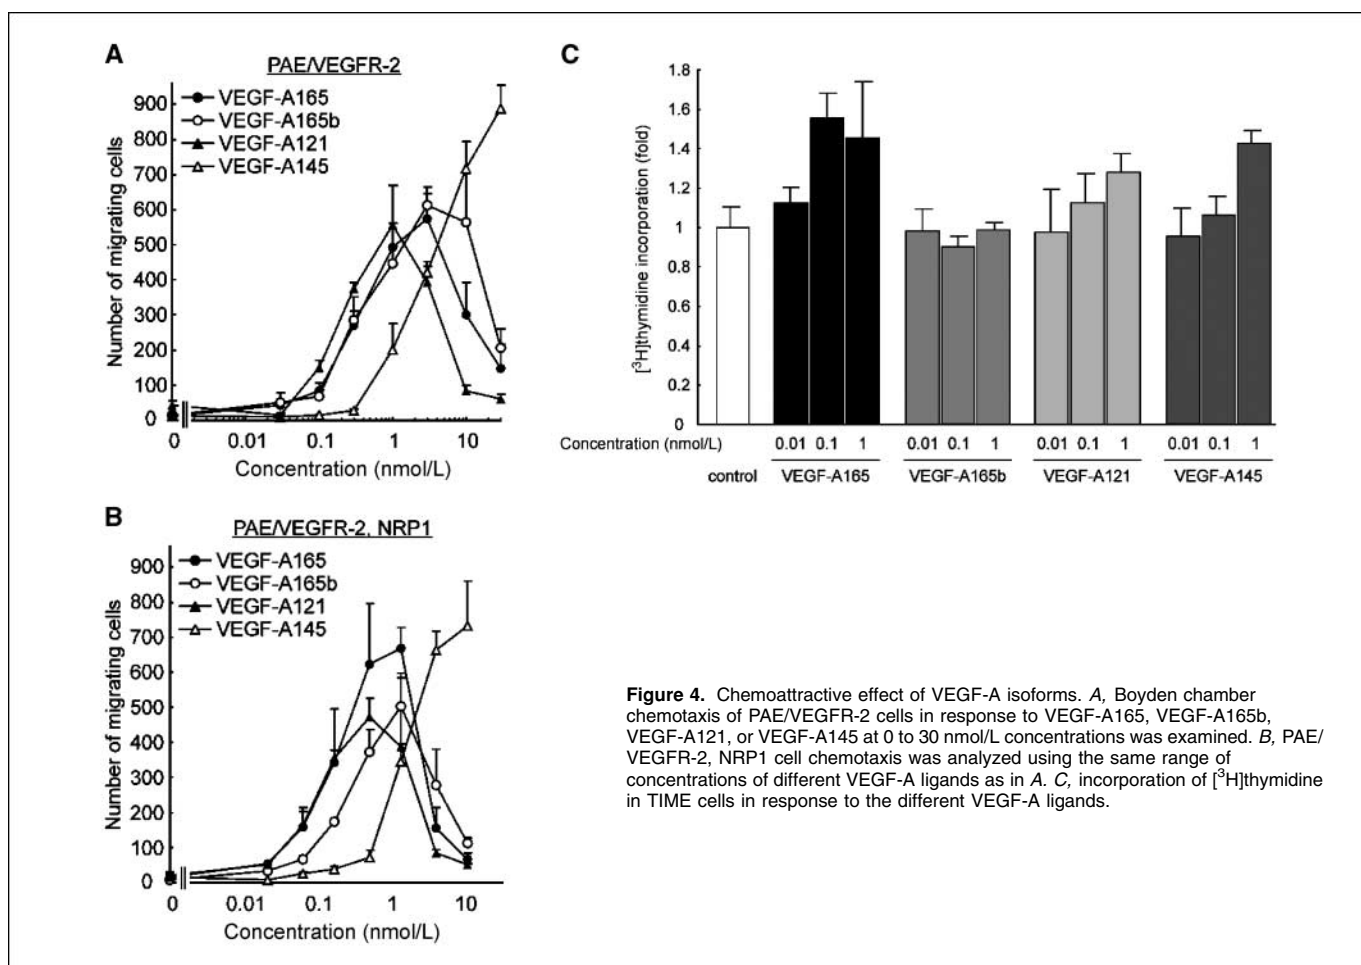 A
PAE/VEGFR-2
VEGF-A165
VEGF-A165b
VEGF-A121
VEGF-A145
Number of migrating cells
900
800
700
600
500
400
300
200
100
0
0 0.01 0.1 1 10
Concentration (nmol/L)
B
PAE/VEGFR-2, NRP1
VEGF-A165
VEGF-A165b
VEGF-A121
VEGF-A145
Number of migrating cells
900
800
700
600
500
400
300
200
100
0
0 0.01 0.1 1 10
Concentration (nmol/L)
C
[³H]thymidine incorporation (fold)
1.8
1.6
1.4
1.2
1
0.8
0.6
0.4
0.2
0
Concentration (nmol/L) 0.01 0.1 1 0.01 0.1 1 0.01 0.1 1 0.01 0.1 1
control VEGF-A165 VEGF-A165b VEGF-A121 VEGF-A145
Figure 4. Chemoattractive effect of VEGF-A isoforms. A, Boyden chamber
chemotaxis of PAE/VEGFR-2 cells in response to VEGF-A165, VEGF-A165b,
VEGF-A121, or VEGF-A145 at 0 to 30 nmol/L concentrations was examined. B, PAE/
VEGFR-2, NRP1 cell chemotaxis was analyzed using the same range of
concentrations of different VEGF-A ligands as in A. C, incorporation of [³H]thymidine
in TIME cells in response to the different VEGF-A ligands.